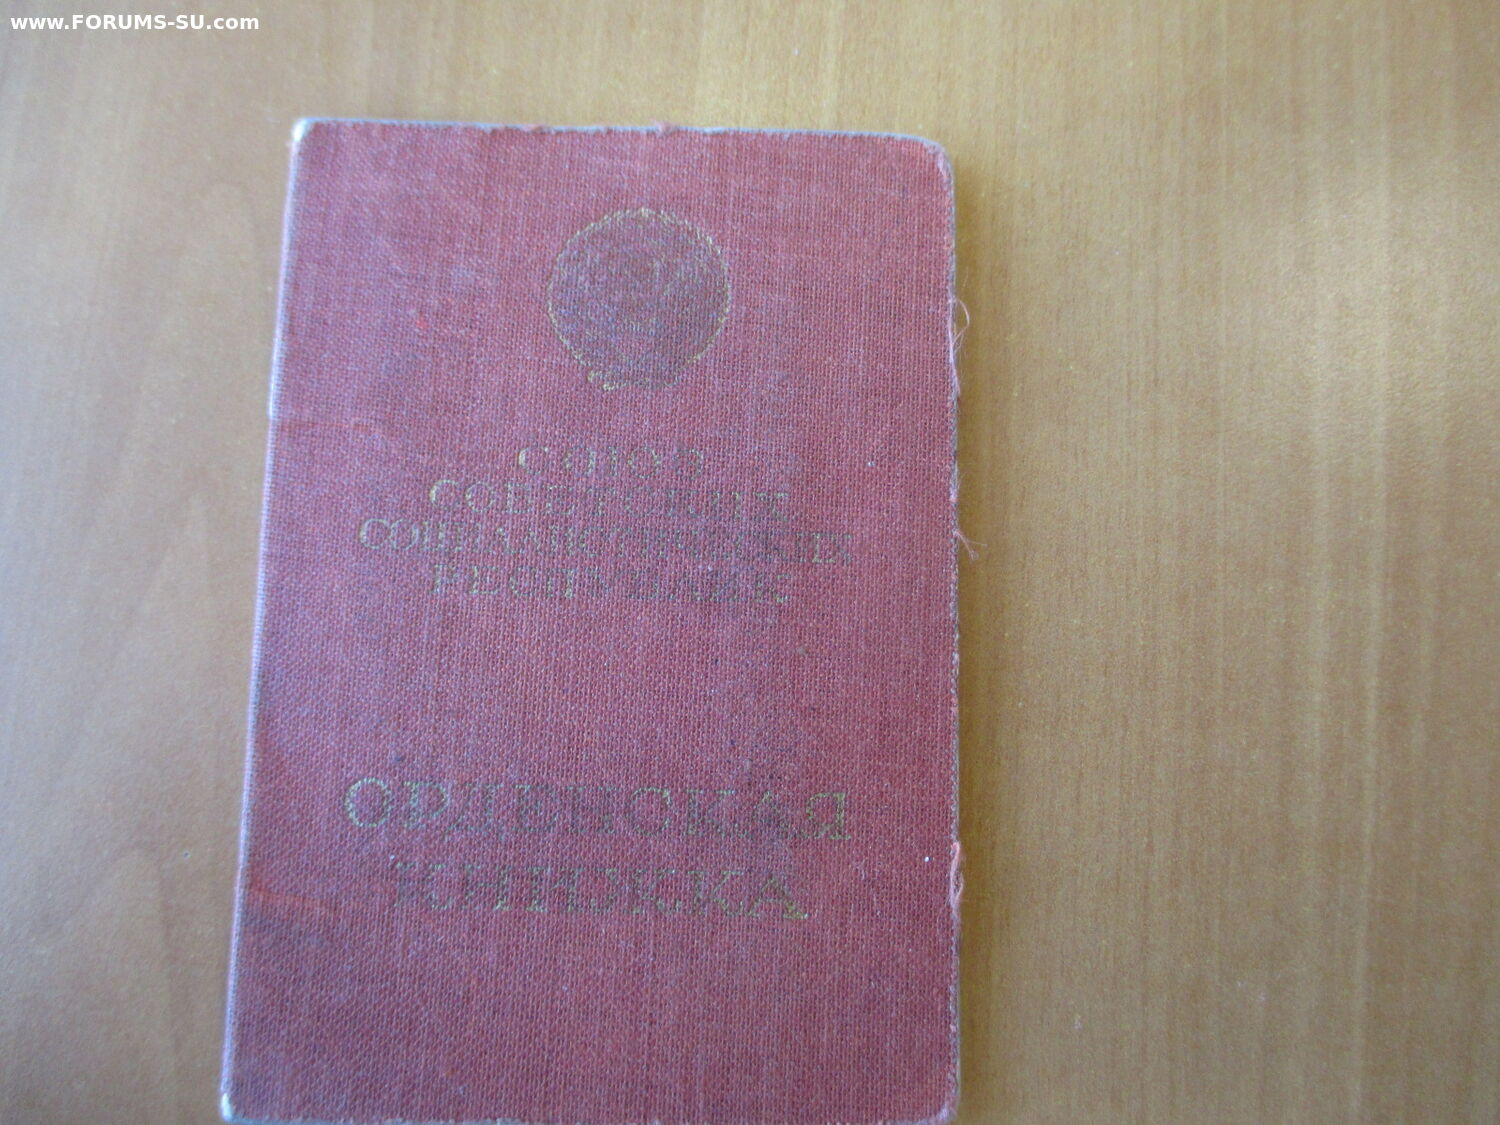 www.FORUMS-SU.com
СОЮЗ
СОВЕТСКИХ
СОЦИАЛИСТИЧЕСКИХ
РЕСПУБЛИК
ОРДЕНСКАЯ
КНИЖКА